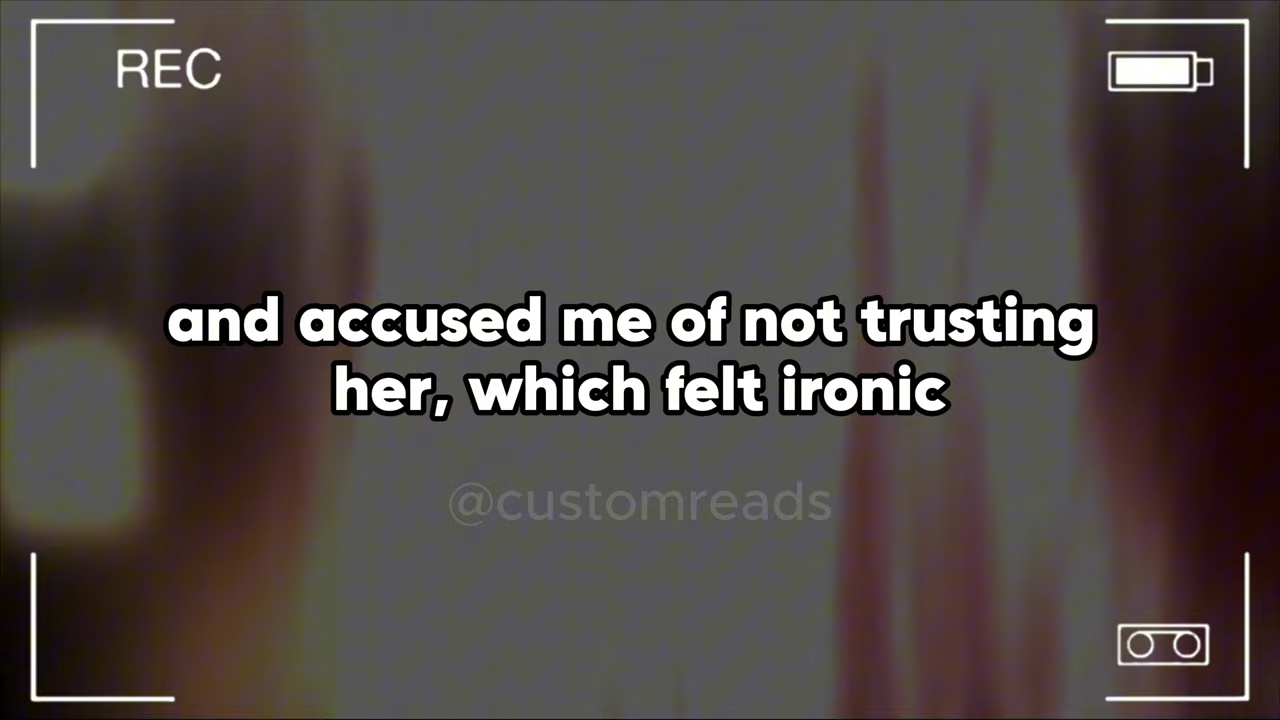 REC
and accused me of not trusting
her, which felt ironic
@customreads